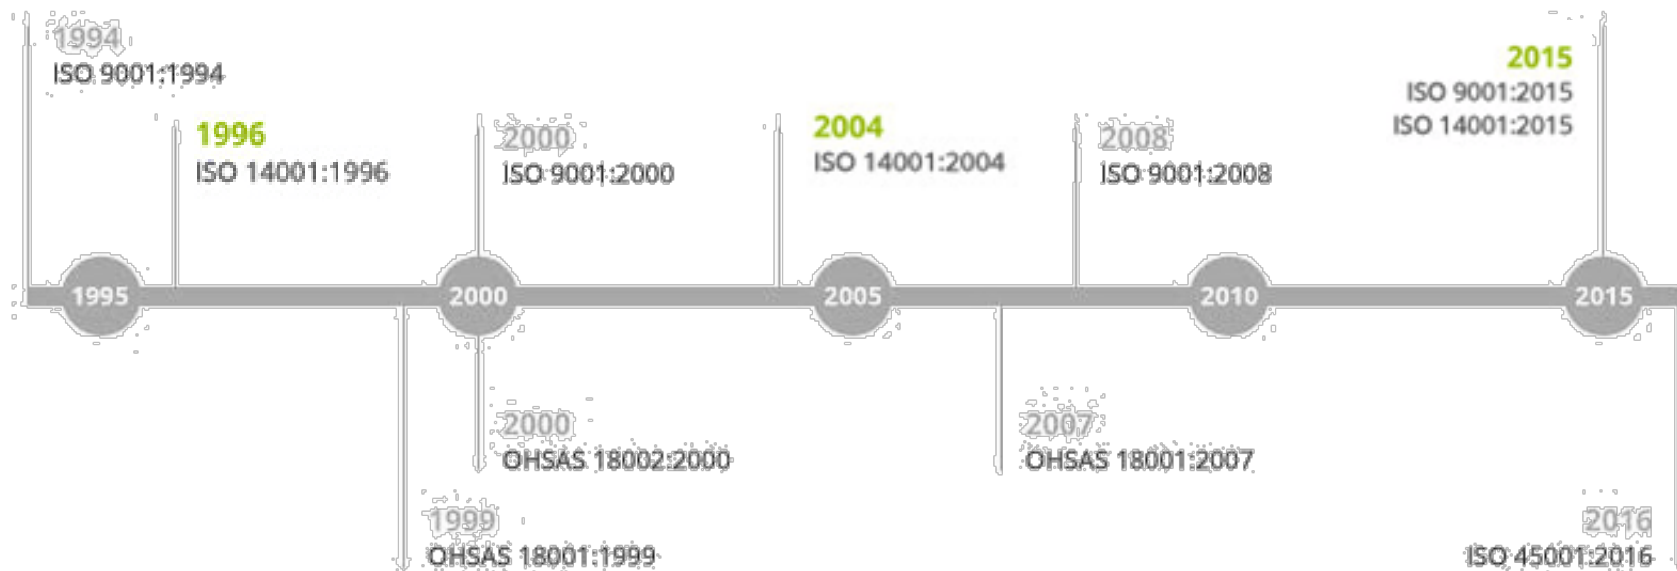 1994
ISO 9001:1994
1996
ISO 14001:1996
2000
ISO 9001:2000
2004
ISO 14001:2004
2008
ISO 9001:2008
2015
ISO 9001:2015
ISO 14001:2015
1995
2000
2005
2010
2015
2000
OHSAS 18002:2000
2007
OHSAS 18001:2007
1999
OHSAS 18001:1999
2016
ISO 45001:2016